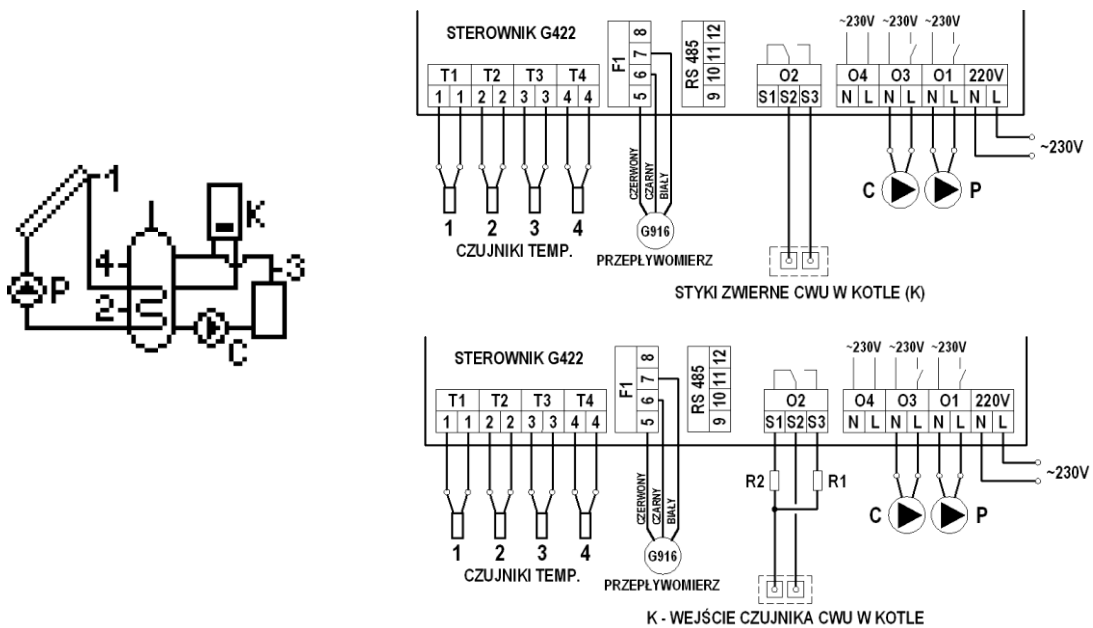 1
K
4
3
P
2
C
STEROWNIK G422
F1
8
7
6
5
RS 485
12
11
10
9
~230V ~230V ~230V
T1 T2 T3 T4
1 1 2 2 3 3 4 4
O2
S1 S2 S3
O4 O3 O1 220V
N L N L N L N L
~230V
CZERWONY
CZARNY
BIAŁY
C P
1 2 3 4
CZUJNIKI TEMP.
G916
PRZEPŁYWOMIERZ
STYKI ZWIERNE CWU W KOTLE (K)
STEROWNIK G422
F1
8
7
6
5
RS 485
12
11
10
9
~230V ~230V ~230V
T1 T2 T3 T4
1 1 2 2 3 3 4 4
O2
S1 S2 S3
O4 O3 O1 220V
N L N L N L N L
~230V
R2 R1
CZERWONY
CZARNY
BIAŁY
C P
1 2 3 4
CZUJNIKI TEMP.
G916
PRZEPŁYWOMIERZ
K - WEJŚCIE CZUJNIKA CWU W KOTLE